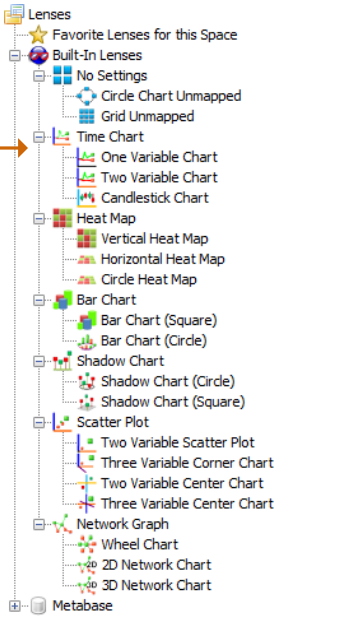 Lenses
Favorite Lenses for this Space
Built-In Lenses
No Settings
Circle Chart Unmapped
Grid Unmapped
Time Chart
One Variable Chart
Two Variable Chart
Candlestick Chart
Heat Map
Vertical Heat Map
Horizontal Heat Map
Circle Heat Map
Bar Chart
Bar Chart (Square)
Bar Chart (Circle)
Shadow Chart
Shadow Chart (Circle)
Shadow Chart (Square)
Scatter Plot
Two Variable Scatter Plot
Three Variable Corner Chart
Two Variable Center Chart
Three Variable Center Chart
Network Graph
Wheel Chart
2D 2D Network Chart
3D 3D Network Chart
Metabase